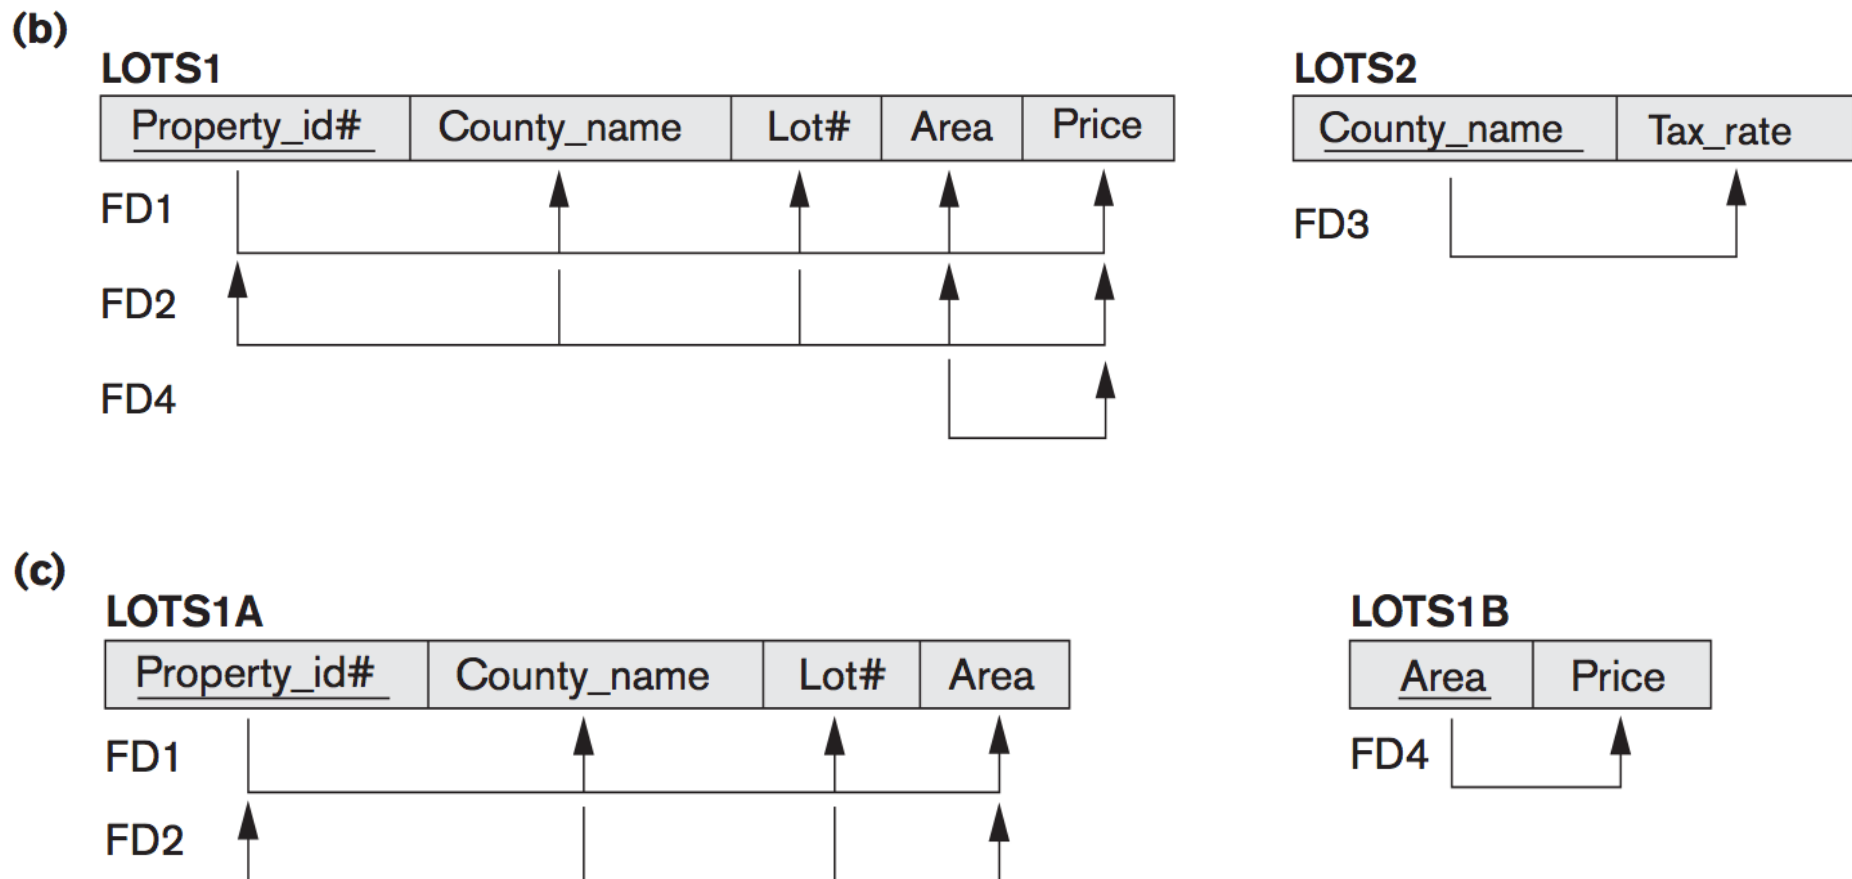 (b)
LOTS1 LOTS2
Property_id# County_name Lot# Area Price County_name Tax_rate
FD1 FD3
FD2
FD4
(c)
LOTS1A LOTS1B
Property_id# County_name Lot# Area Area Price
FD1 FD4
FD2